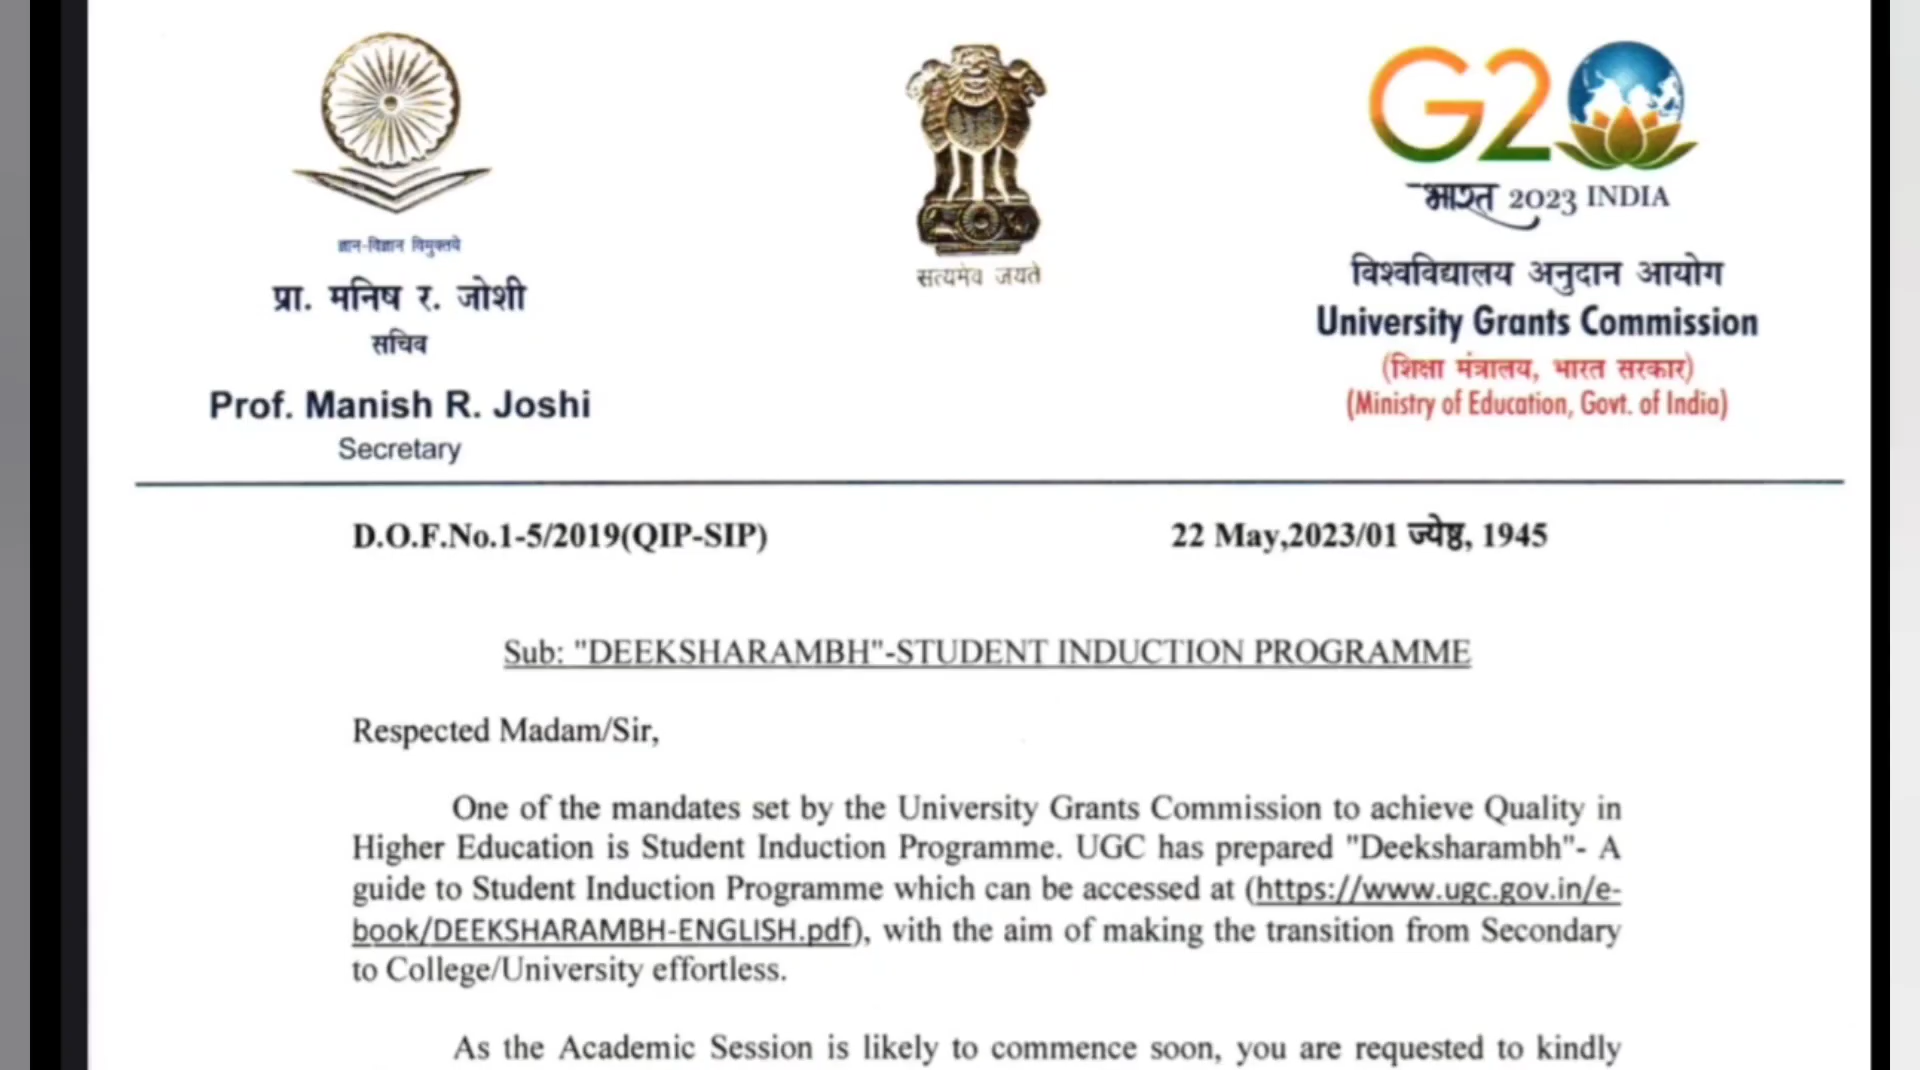 G20
भारत 2023 INDIA
ज्ञान-विज्ञान विमुक्तये
प्रा. मनिष र. जोशी
सचिव
Prof. Manish R. Joshi
Secretary
सत्यमेव जयते
विश्वविद्यालय अनुदान आयोग
University Grants Commission
(शिक्षा मंत्रालय, भारत सरकार)
(Ministry of Education, Govt. of India)
D.O.F.No.1-5/2019(QIP-SIP)
22 May,2023/01 ज्येष्ठ, 1945
Sub: "DEEKSHARAMBH"-STUDENT INDUCTION PROGRAMME
Respected Madam/Sir,
One of the mandates set by the University Grants Commission to achieve Quality in
Higher Education is Student Induction Programme. UGC has prepared "Deeksharambh"- A
guide to Student Induction Programme which can be accessed at (https://www.ugc.gov.in/e-
book/DEEKSHARAMBH-ENGLISH.pdf), with the aim of making the transition from Secondary
to College/University effortless.
As the Academic Session is likely to commence soon, you are requested to kindly